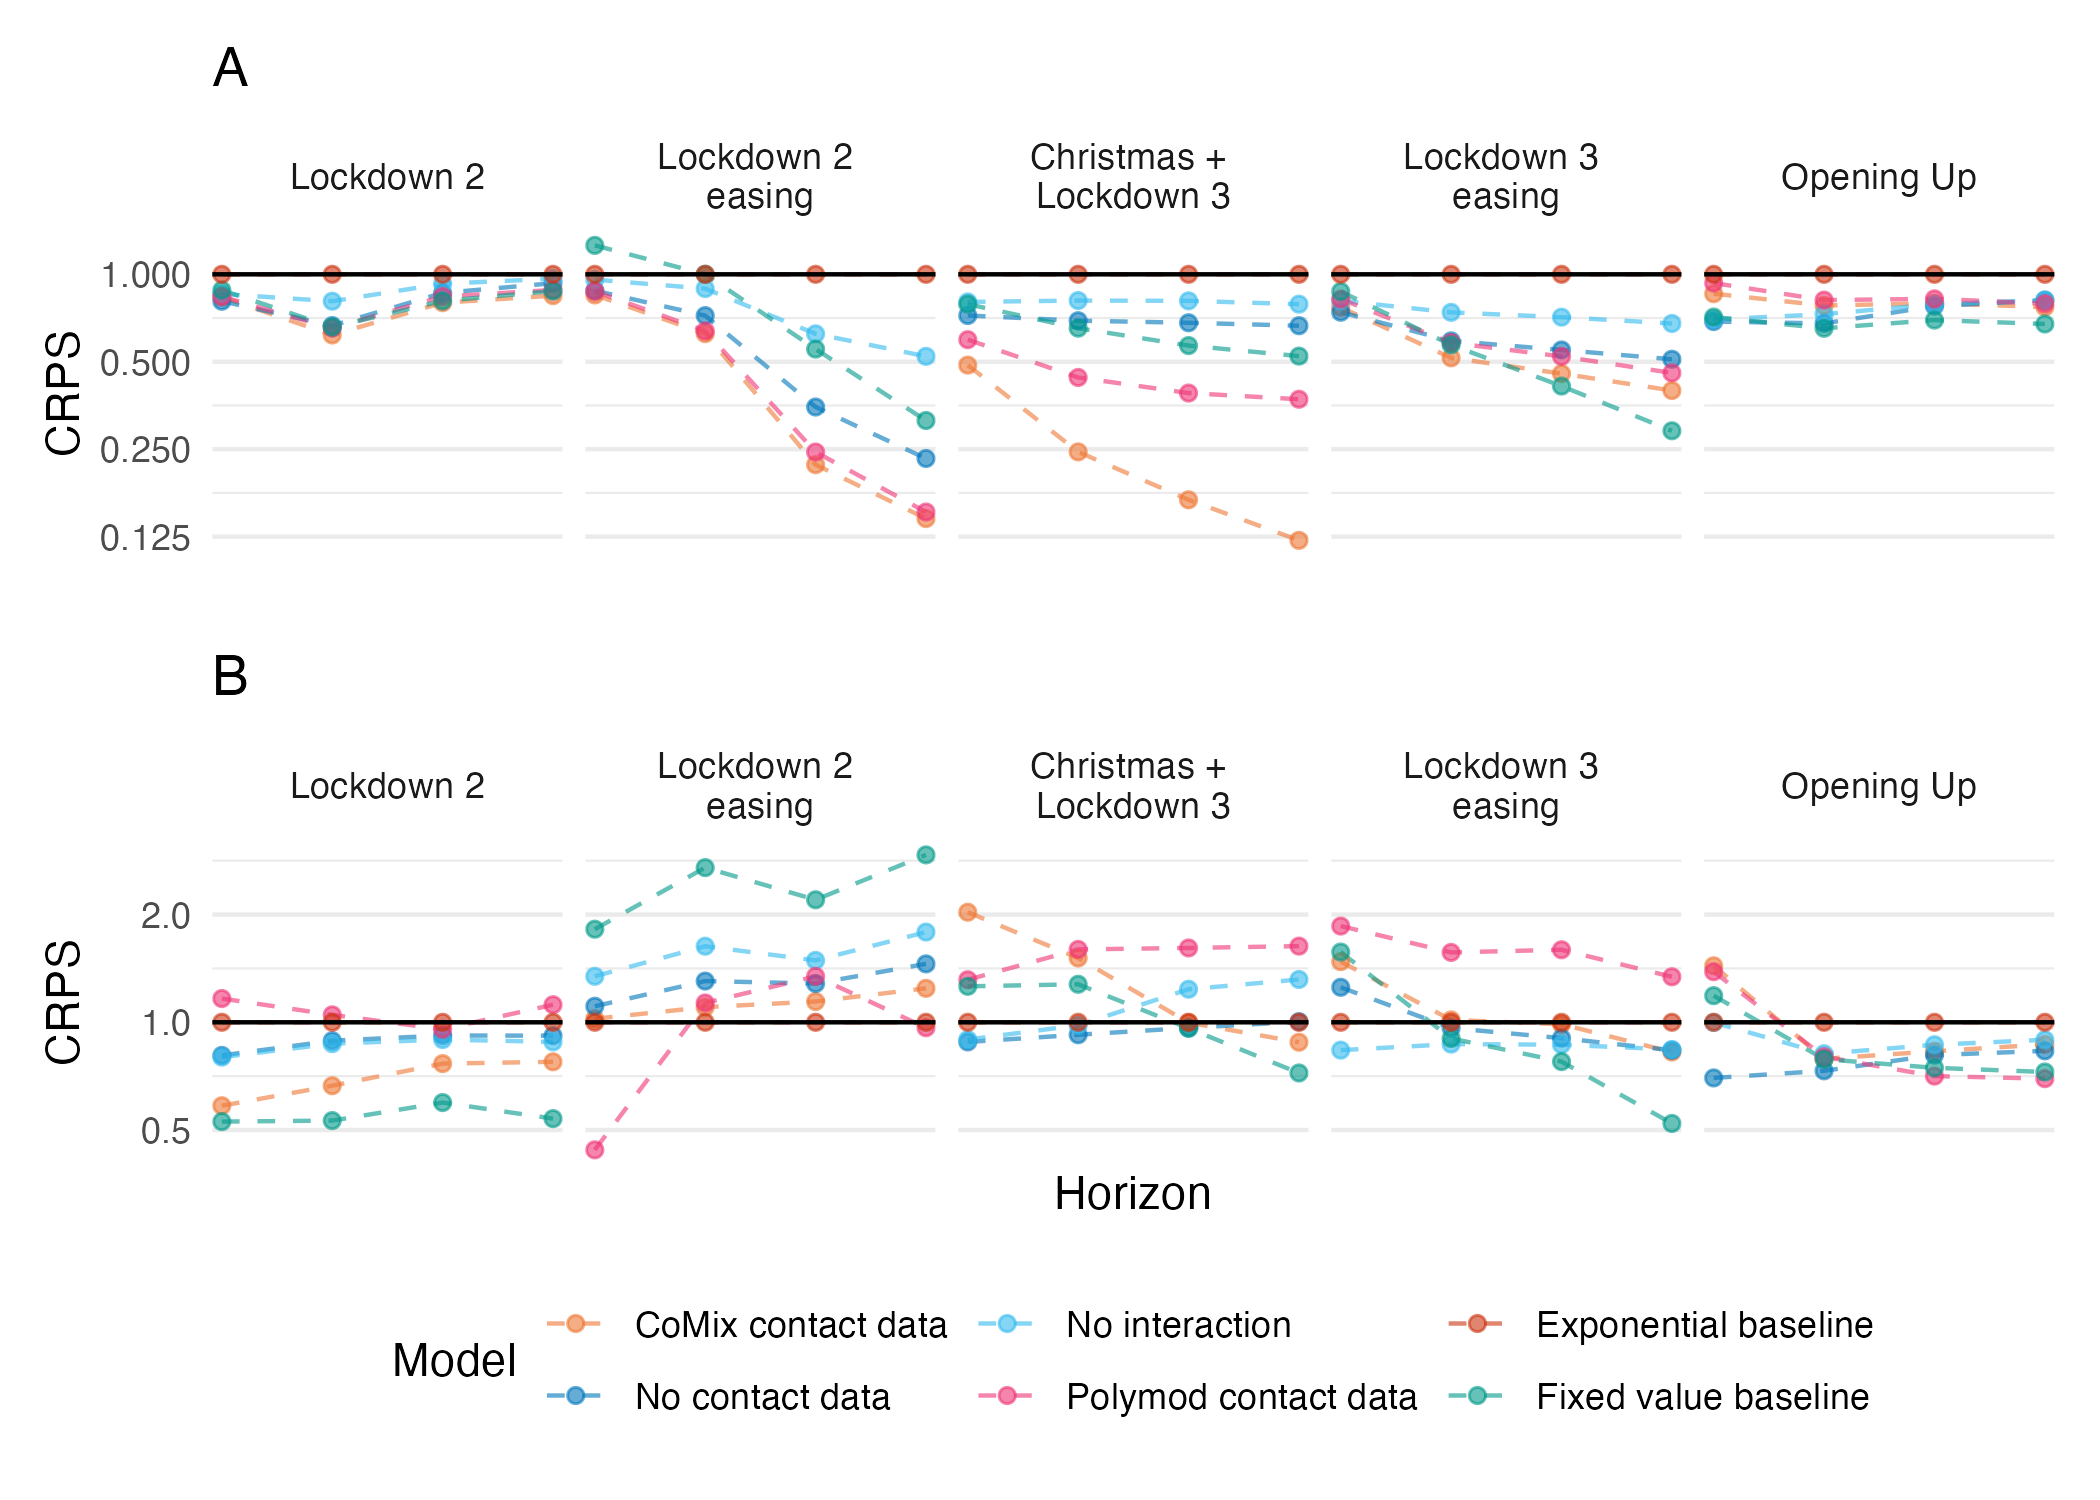 A
Lockdown 2
Lockdown 2
easing
Christmas +
Lockdown 3
Lockdown 3
easing
Opening Up
CRPS
1.000
0.500
0.250
0.125
B
Lockdown 2
Lockdown 2
easing
Christmas +
Lockdown 3
Lockdown 3
easing
Opening Up
CRPS
2.0
1.0
0.5
Horizon
Model
CoMix contact data
No interaction
Exponential baseline
No contact data
Polymod contact data
Fixed value baseline